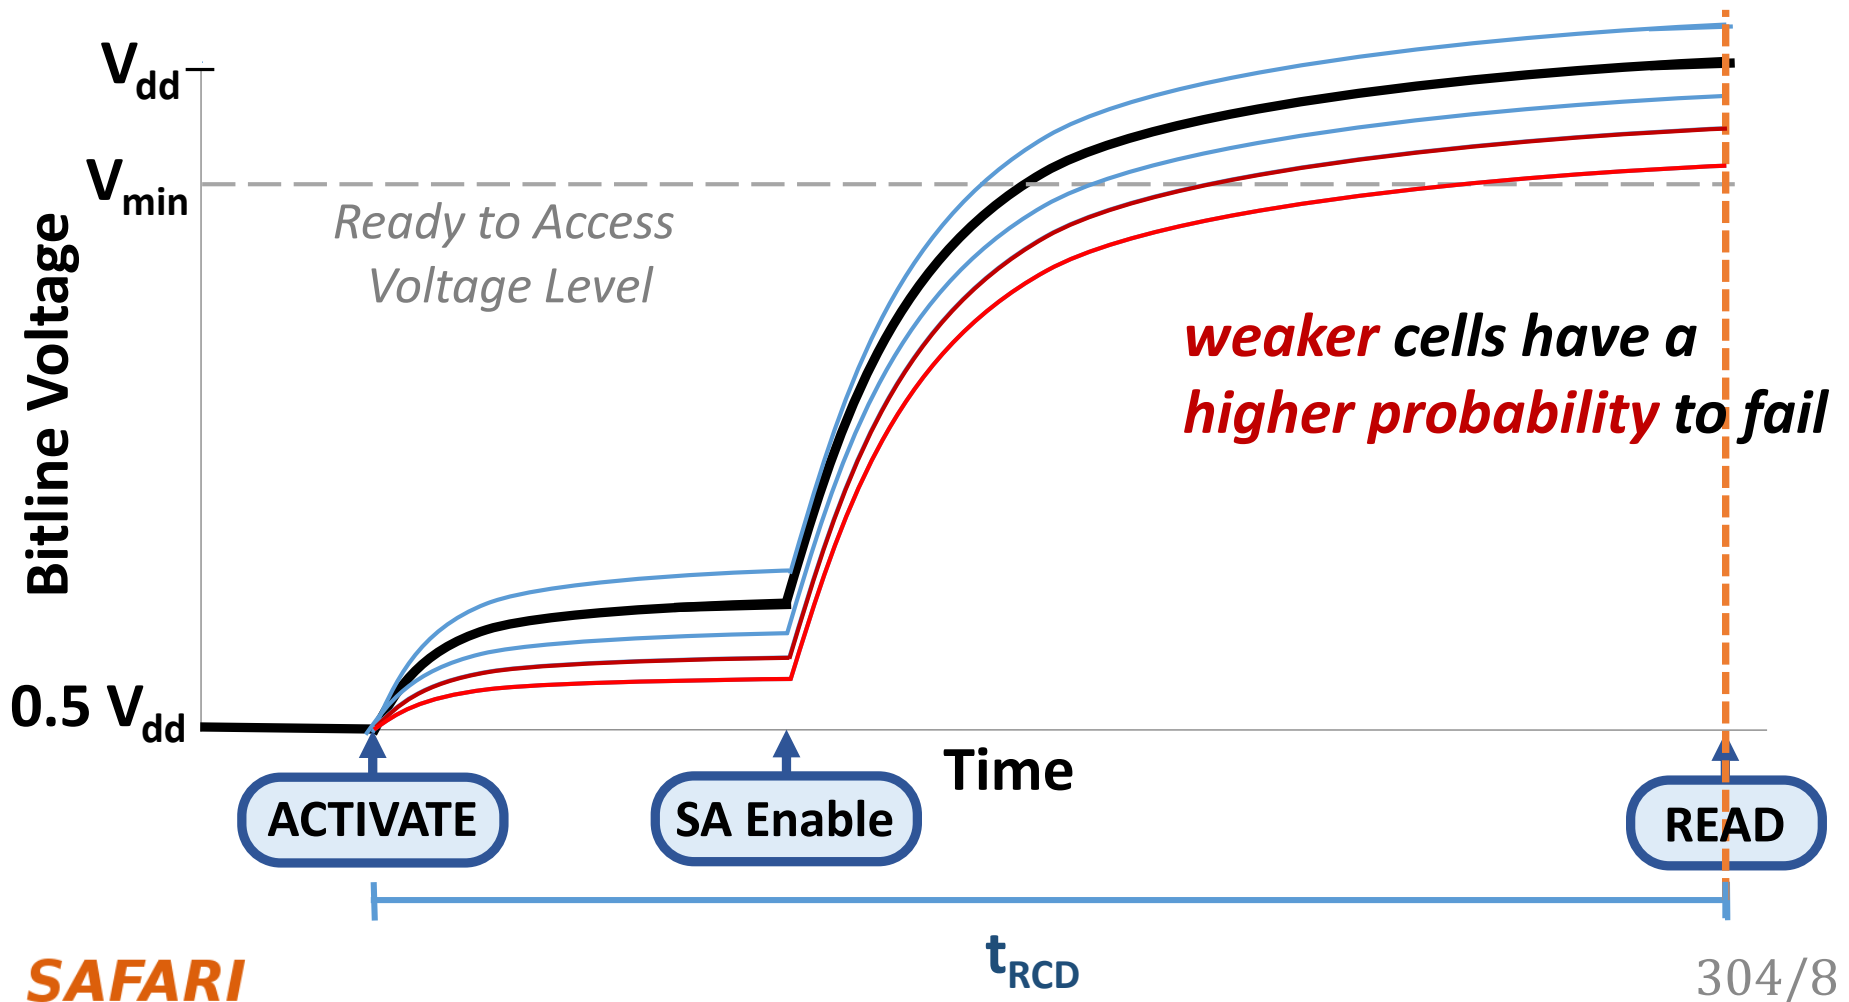 Vdd
Vmin
Ready to Access
Voltage Level
Bitline Voltage
weaker cells have a
higher probability to fail
0.5 Vdd
Time
ACTIVATE
SA Enable
READ
tRCD
SAFARI
304/8